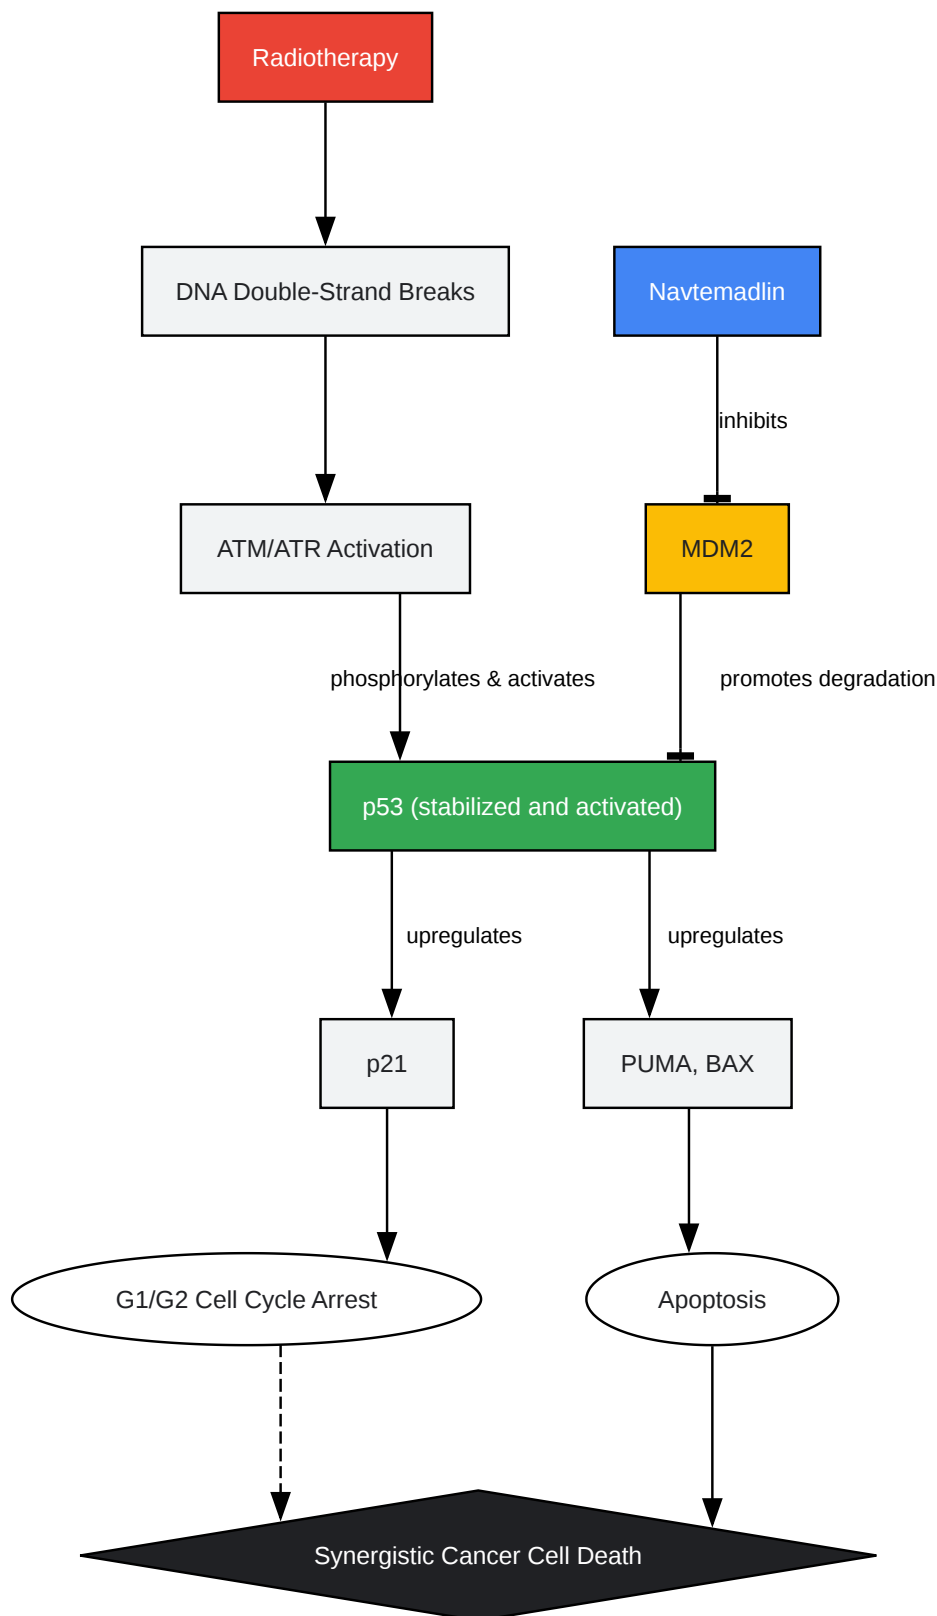 Radiotherapy
DNA Double-Strand Breaks
Navtemadlin
inhibits
ATM/ATR Activation
MDM2
phosphorylates & activates
promotes degradation
p53 (stabilized and activated)
upregulates
upregulates
p21
PUMA, BAX
G1/G2 Cell Cycle Arrest
Apoptosis
Synergistic Cancer Cell Death